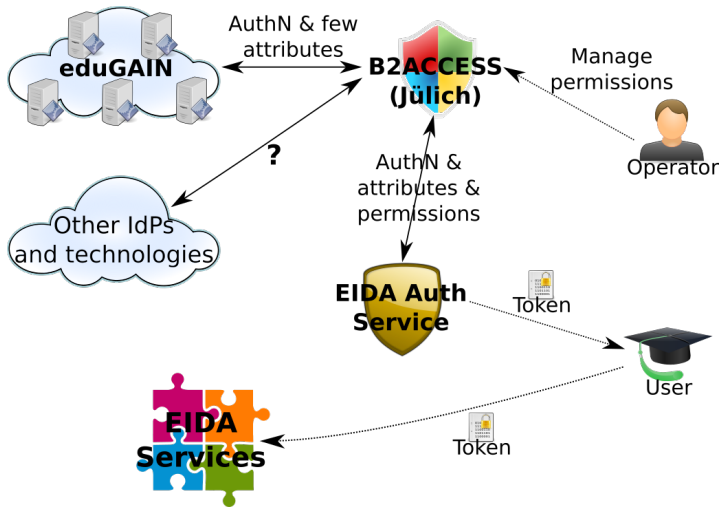 AuthN & few
attributes
eduGAIN
B2ACCESS
(Jülich)
Manage
permissions
Operator
?
AuthN &
attributes &
permissions
Other IdPs
and technologies
EIDA Auth
Service
Token
User
EIDA
Services
Token